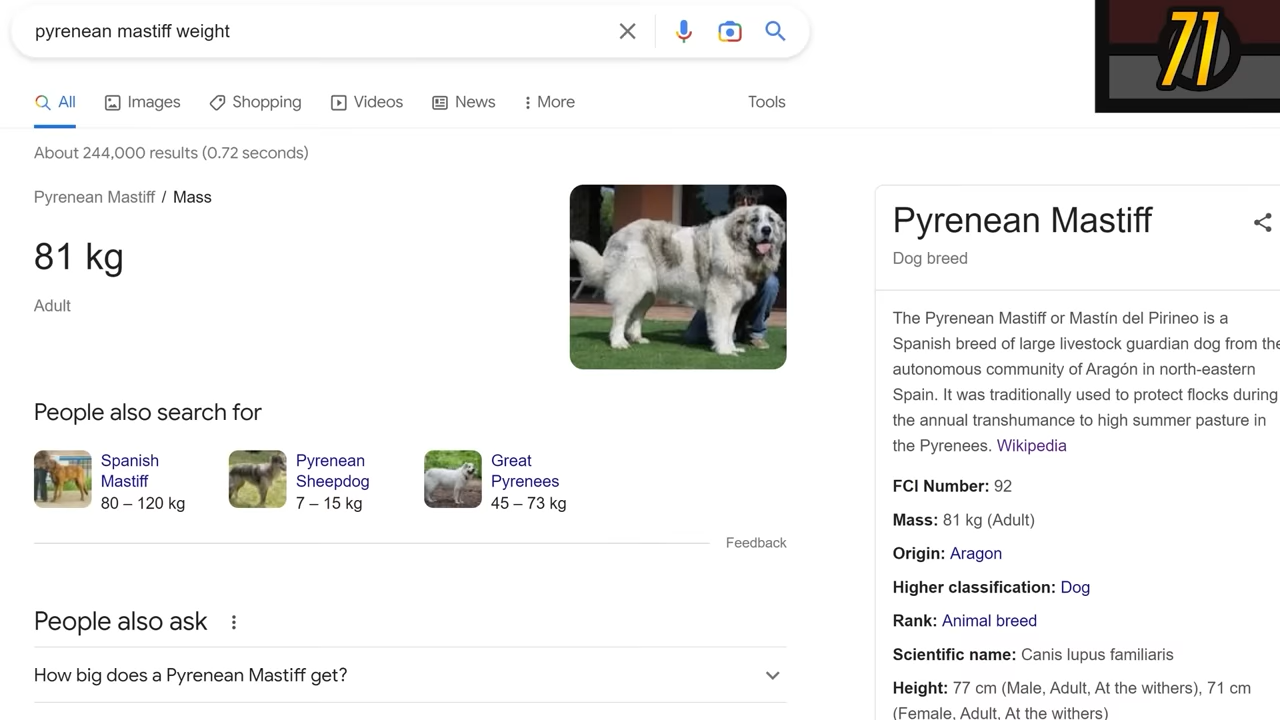 pyrenean mastiff weight
71
All Images Shopping Videos News More Tools
About 244,000 results (0.72 seconds)
Pyrenean Mastiff / Mass
81 kg
Adult
People also search for
Spanish
Mastiff
80 – 120 kg
Pyrenean
Sheepdog
7 – 15 kg
Great
Pyrenees
45 – 73 kg
Feedback
People also ask
How big does a Pyrenean Mastiff get?
Pyrenean Mastiff
Dog breed
The Pyrenean Mastiff or Mastín del Pirineo is a
Spanish breed of large livestock guardian dog from the
autonomous community of Aragón in north-eastern
Spain. It was traditionally used to protect flocks during
the annual transhumance to high summer pasture in
the Pyrenees. Wikipedia
FCI Number: 92
Mass: 81 kg (Adult)
Origin: Aragon
Higher classification: Dog
Rank: Animal breed
Scientific name: Canis lupus familiaris
Height: 77 cm (Male, Adult, At the withers), 71 cm
(Female, Adult, At the withers)